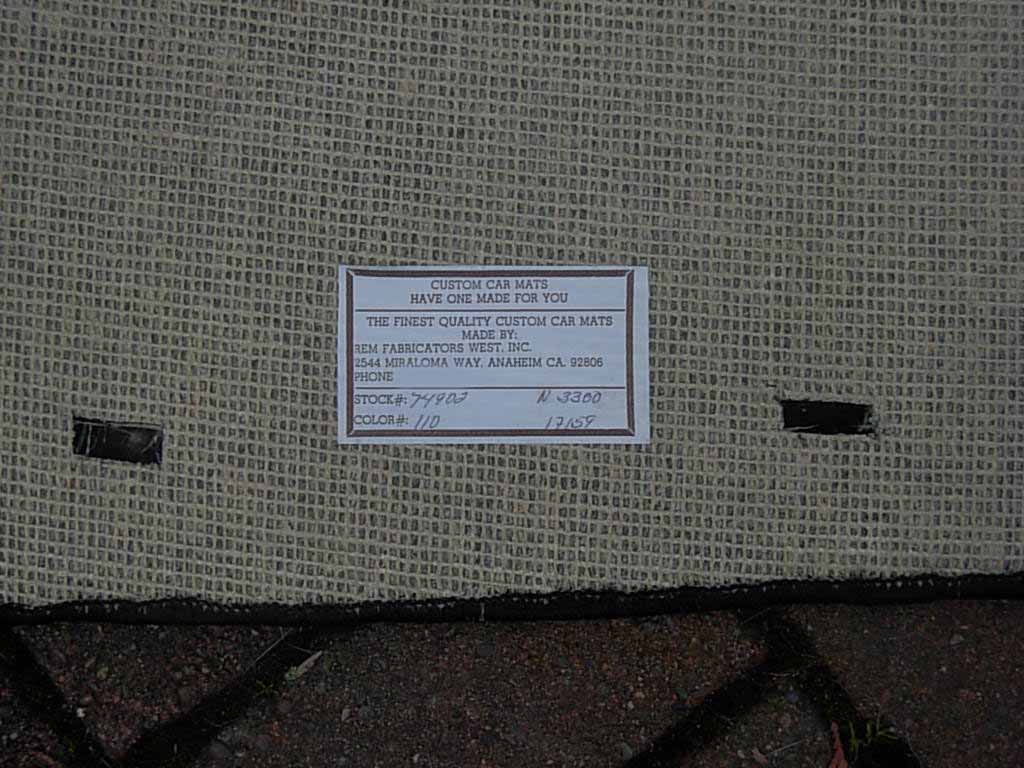 CUSTOM CAR MATS
HAVE ONE MADE FOR YOU
THE FINEST QUALITY CUSTOM CAR MATS
MADE BY:
REM FABRICATORS WEST, INC.
2544 MIRALOMA WAY, ANAHEIM CA. 92806
PHONE
STOCK#: 74902 N 3300
COLOR#: 110 17159